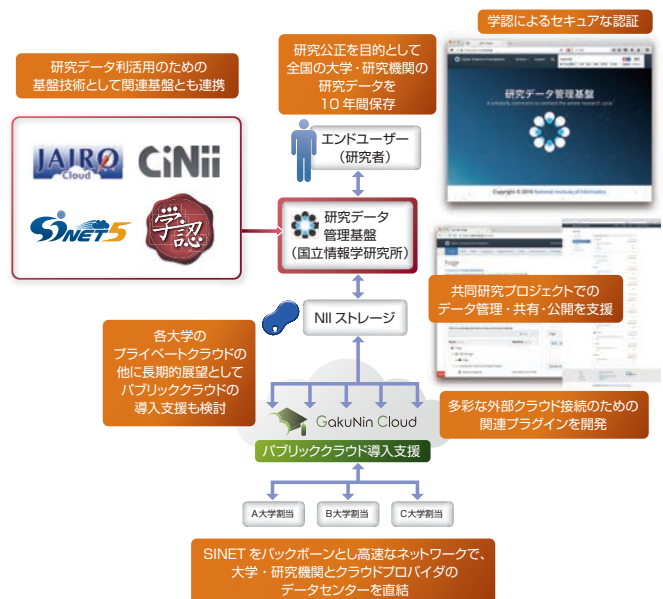 学認によるセキュアな認証
研究データ利活用のための
基盤技術として関連基盤とも連携
研究公正を目的として
全国の大学・研究機関の
研究データを
10年間保存
研究データ管理基盤
Copyright © 2016 National Institute of Informatics
JAIRO
Cloud
CiNii
SINET5
学認
エンドユーザー
(研究者)
研究データ
管理基盤
(国立情報学研究所)
NIIストレージ
共同研究プロジェクトでの
データ管理・共有・公開を支援
各大学の
プライベートクラウドの
他に長期的展望として
パブリッククラウドの
導入支援も検討
GakuNin Cloud
パブリッククラウド導入支援
多彩な外部クラウド接続のための
関連プラグインを開発
A大学割当
B大学割当
C大学割当
SINETをバックボーンとし高速なネットワークで、
大学・研究機関とクラウドプロバイダの
データセンターを直結